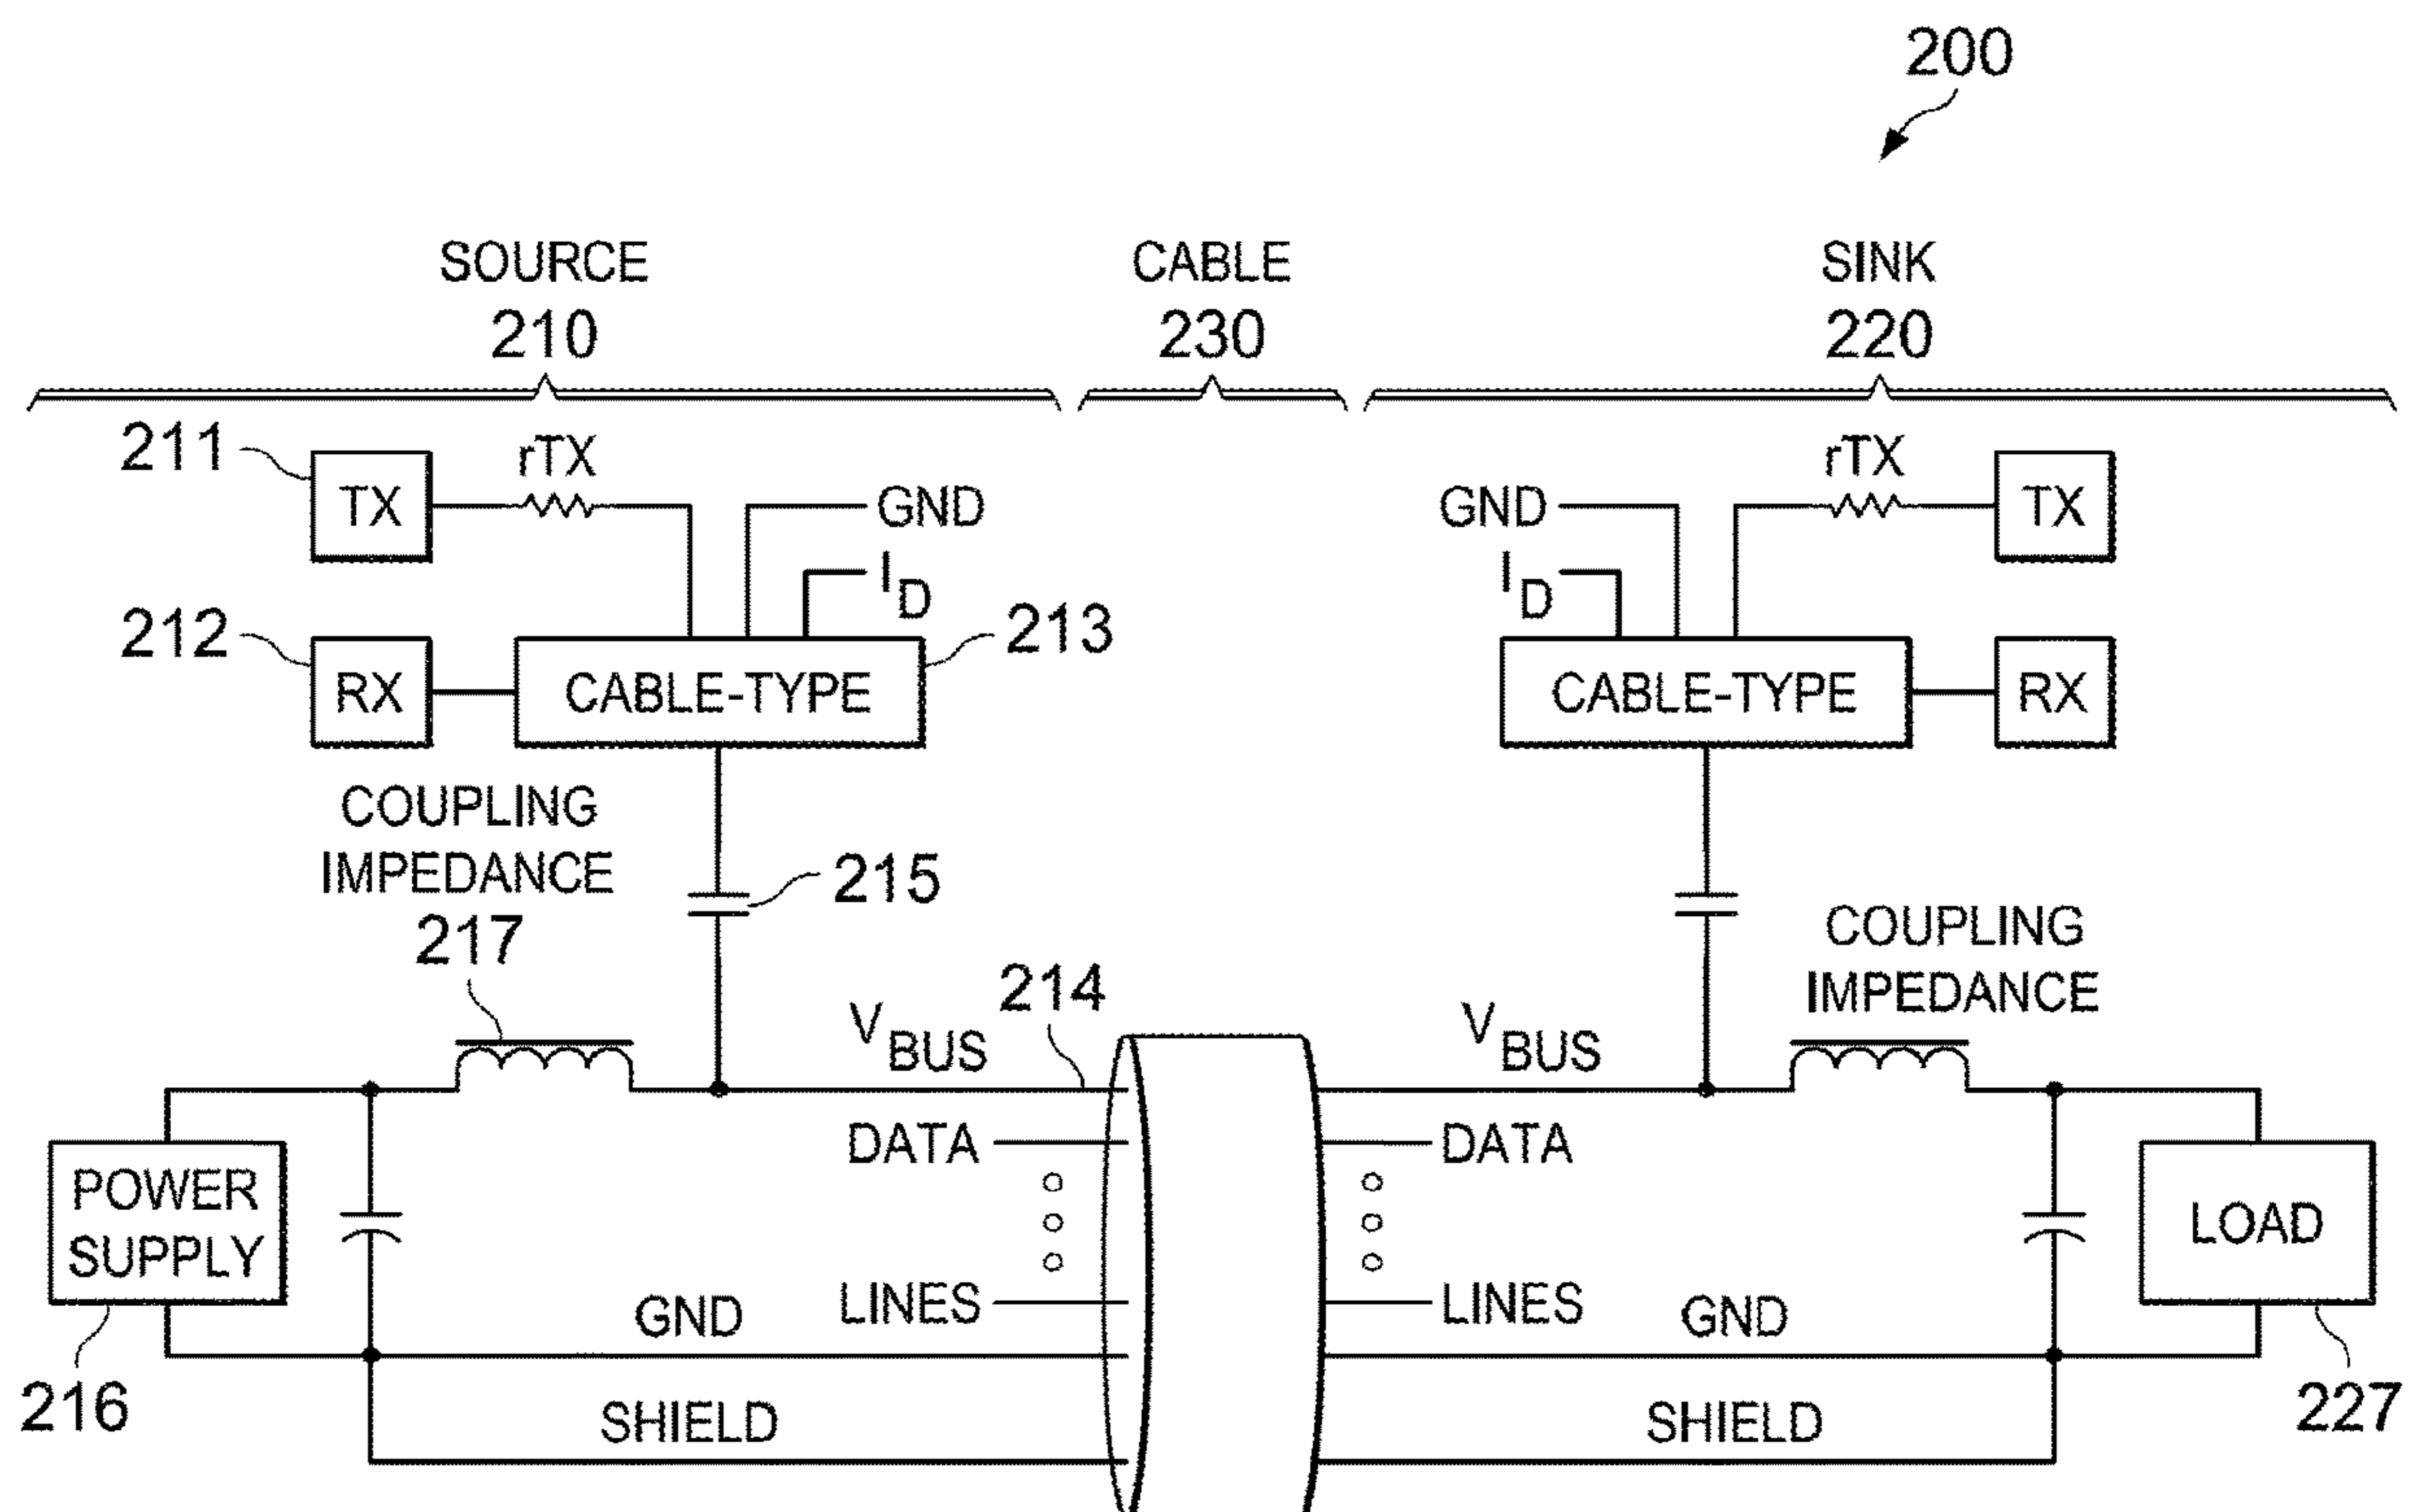 200
SOURCE
210
CABLE
230
SINK
220
211
TX
rTX
GND
I D
212
RX
CABLE-TYPE
213
GND
I D
rTX
TX
CABLE-TYPE
RX
COUPLING
IMPEDANCE
217
215
COUPLING
IMPEDANCE
VBUS
214
VBUS
DATA
DATA
POWER
SUPPLY
LOAD
LINES
LINES
GND
GND
216
SHIELD
SHIELD
227